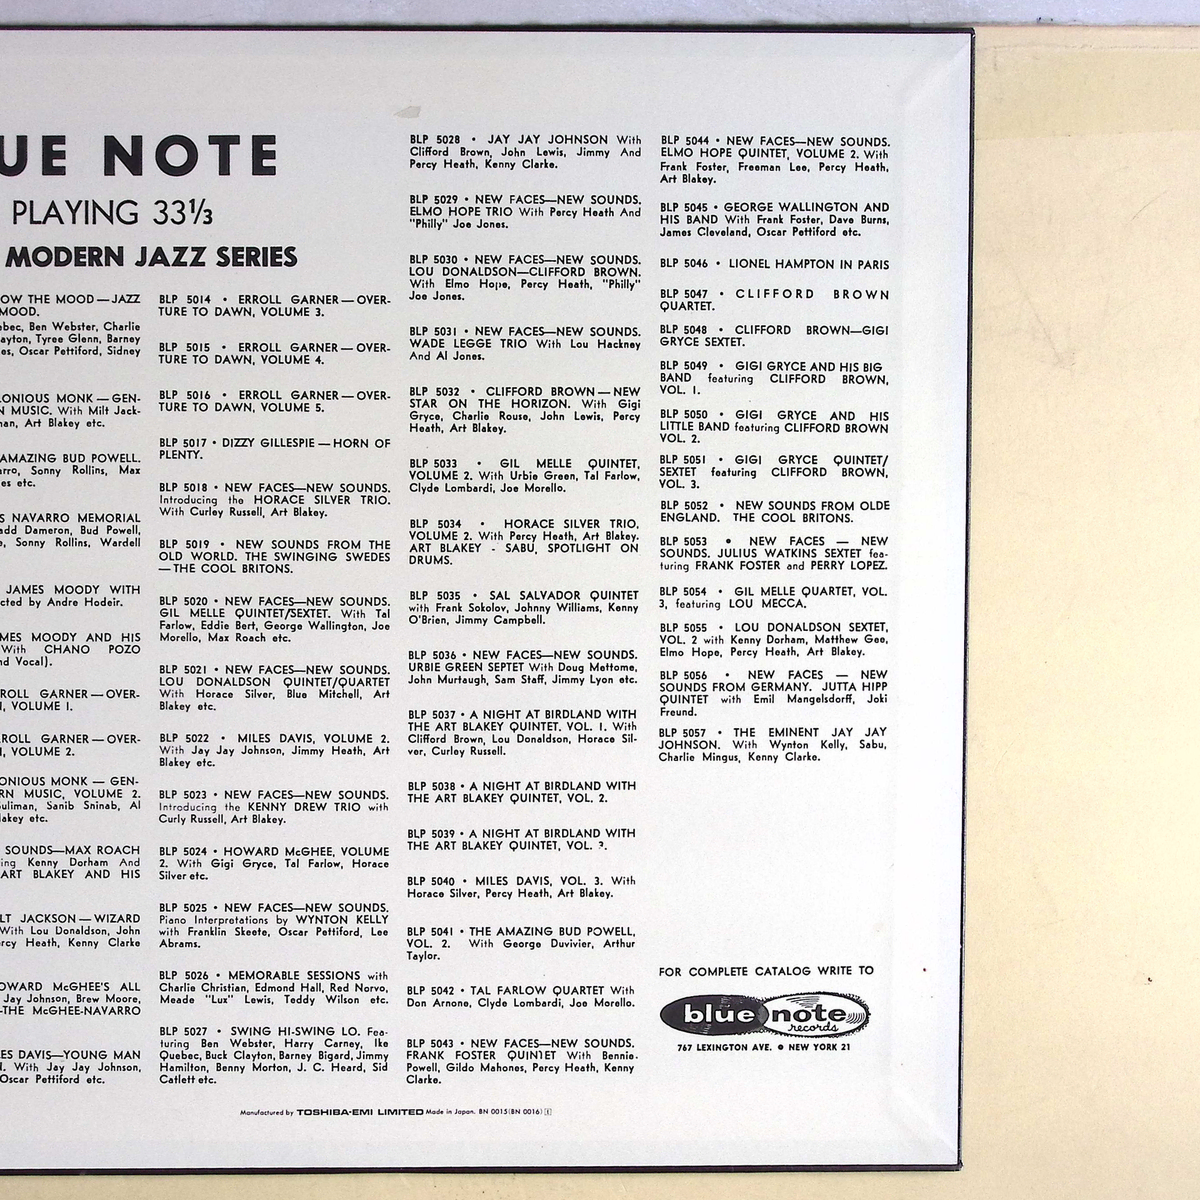 UE NOTE
PLAYING 33⅓
MODERN JAZZ SERIES
OW THE MOOD — JAZZ
MOOD.
ebec, Ben Webster, Charlie
ayton, Tyree Glenn, Barney
es, Oscar Pettiford, Sidney
LONIOUS MONK — GEN-
N MUSIC. With Milt Jack-
man, Art Blakey etc.
AMAZING BUD POWELL.
arro, Sonny Rollins, Max
es etc.
S NAVARRO MEMORIAL
add Dameron, Bud Powell,
e, Sonny Rollins, Wardell
JAMES MOODY WITH
cted by Andre Hodeir.
MES MOODY AND HIS
With CHANO POZO
nd Vocal).
ROLL GARNER — OVER-
I, VOLUME 1.
ROLL GARNER — OVER-
I, VOLUME 2.
ONIOUS MONK — GEN-
RN MUSIC, VOLUME 2.
Suliman, Sanib Sninab, Al
lakey etc.
SOUNDS—MAX ROACH
ing Kenny Dorham And
ART BLAKEY AND HIS
LT JACKSON — WIZARD
With Lou Donaldson, John
rcy Heath, Kenny Clarke
OWARD McGHEE'S ALL
Jay Johnson, Brew Moore,
-THE McGHEE-NAVARRO
ES DAVIS—YOUNG MAN
N. With Jay Jay Johnson,
Oscar Pettiford etc.
BLP 5014 • ERROLL GARNER — OVER-
TURE TO DAWN, VOLUME 3.
BLP 5015 • ERROLL GARNER — OVER-
TURE TO DAWN, VOLUME 4.
BLP 5016 • ERROLL GARNER — OVER-
TURE TO DAWN, VOLUME 5.
BLP 5017 • DIZZY GILLESPIE — HORN OF
PLENTY.
BLP 5018 • NEW FACES—NEW SOUNDS.
Introducing the HORACE SILVER TRIO.
With Curley Russell, Art Blakey.
BLP 5019 • NEW SOUNDS FROM THE
OLD WORLD. THE SWINGING SWEDES
— THE COOL BRITONS.
BLP 5020 • NEW FACES—NEW SOUNDS.
GIL MELLE QUINTET/SEXTET. With Tal
Farlow, Eddie Bert, George Wallington, Joe
Morello, Max Roach etc.
BLP 5021 • NEW FACES—NEW SOUNDS.
LOU DONALDSON QUINTET/QUARTET
With Horace Silver, Blue Mitchell, Art
Blakey etc.
BLP 5022 • MILES DAVIS, VOLUME 2.
With Jay Jay Johnson, Jimmy Heath, Art
Blakey etc.
BLP 5023 • NEW FACES—NEW SOUNDS.
Introducing the KENNY DREW TRIO with
Curly Russell, Art Blakey.
BLP 5024 • HOWARD McGHEE, VOLUME
2. With Gigi Gryce, Tal Farlow, Horace
Silver etc.
BLP 5025 • NEW FACES—NEW SOUNDS.
Piano Interpretations by WYNTON KELLY
with Franklin Skeete, Oscar Pettiford, Lee
Abrams.
BLP 5026 • MEMORABLE SESSIONS with
Charlie Christian, Edmond Hall, Red Norvo,
Meade "Lux" Lewis, Teddy Wilson etc.
BLP 5027 • SWING HI-SWING LO. Fea-
turing Ben Webster, Harry Carney, Ike
Quebec, Buck Clayton, Barney Bigard, Jimmy
Hamilton, Benny Morton, J. C. Heard, Sid
Catlett etc.
BLP 5028 • JAY JAY JOHNSON With
Clifford Brown, John Lewis, Jimmy And
Percy Heath, Kenny Clarke.
BLP 5029 • NEW FACES—NEW SOUNDS.
ELMO HOPE TRIO With Percy Heath And
"Philly" Joe Jones.
BLP 5030 • NEW FACES—NEW SOUNDS.
LOU DONALDSON—CLIFFORD BROWN.
With Elmo Hope, Percy Heath, "Philly"
Joe Jones.
BLP 5031 • NEW FACES—NEW SOUNDS.
WADE LEGGE TRIO With Lou Hackney
And Al Jones.
BLP 5032 • CLIFFORD BROWN — NEW
STAR ON THE HORIZON. With Gigi
Gryce, Charlie Rouse, John Lewis, Percy
Heath, Art Blakey.
BLP 5033 • GIL MELLE QUINTET,
VOLUME 2. With Urbie Green, Tal Farlow,
Clyde Lombardi, Joe Morello.
BLP 5034 • HORACE SILVER TRIO,
VOLUME 2. With Percy Heath, Art Blakey.
ART BLAKEY - SABU, SPOTLIGHT ON
DRUMS.
BLP 5035 • SAL SALVADOR QUINTET
with Frank Sokolov, Johnny Williams, Kenny
O'Brien, Jimmy Campbell.
BLP 5036 • NEW FACES—NEW SOUNDS.
URBIE GREEN SEPTET With Doug Mettome,
John Murtaugh, Sam Staff, Jimmy Lyon etc.
BLP 5037 • A NIGHT AT BIRDLAND WITH
THE ART BLAKEY QUINTET, VOL. 1. With
Clifford Brown, Lou Donaldson, Horace Sil-
ver, Curley Russell.
BLP 5038 • A NIGHT AT BIRDLAND WITH
THE ART BLAKEY QUINTET, VOL. 2.
BLP 5039 • A NIGHT AT BIRDLAND WITH
THE ART BLAKEY QUINTET, VOL.
BLP 5040 • MILES DAVIS, VOL. 3. With
Horace Silver, Percy Heath, Art Blakey.
BLP 5041 • THE AMAZING BUD POWELL,
VOL. 2. With George Duvivier, Arthur
Taylor.
BLP 5042 • TAL FARLOW QUARTET With
Don Arnone, Clyde Lombardi, Joe Morello.
BLP 5043 • NEW FACES—NEW SOUNDS.
FRANK FOSTER QUINTET With Bennie
Powell, Gildo Mahones, Percy Heath, Kenny
Clarke.
BLP 5044 • NEW FACES—NEW SOUNDS.
ELMO HOPE QUINTET, VOLUME 2. With
Frank Foster, Freeman Lee, Percy Heath,
Art Blakey.
BLP 5045 • GEORGE WALLINGTON AND
HIS BAND With Frank Foster, Dave Burns,
James Cleveland, Oscar Pettiford etc.
BLP 5046 • LIONEL HAMPTON IN PARIS
BLP 5047 • CLIFFORD BROWN
QUARTET.
BLP 5048 • CLIFFORD BROWN—GIGI
GRYCE SEXTET.
BLP 5049 • GIGI GRYCE AND HIS BIG
BAND featuring CLIFFORD BROWN,
VOL. 1.
BLP 5050 • GIGI GRYCE AND HIS
LITTLE BAND featuring CLIFFORD BROWN
VOL. 2.
BLP 5051 • GIGI GRYCE QUINTET/
SEXTET featuring CLIFFORD BROWN,
VOL. 3.
BLP 5052 • NEW SOUNDS FROM OLDE
ENGLAND. THE COOL BRITONS.
BLP 5053 • NEW FACES — NEW
SOUNDS. JULIUS WATKINS SEXTET fea-
turing FRANK FOSTER and PERRY LOPEZ.
BLP 5054 • GIL MELLE QUARTET, VOL.
3, featuring LOU MECCA.
BLP 5055 • LOU DONALDSON SEXTET,
VOL. 2 with Kenny Dorham, Matthew Gee,
Elmo Hope, Percy Heath, Art Blakey.
BLP 5056 • NEW FACES — NEW
SOUNDS FROM GERMANY. JUTTA HIPP
QUINTET with Emil Mangelsdorff, Joki
Freund.
BLP 5057 • THE EMINENT JAY JAY
JOHNSON. With Wynton Kelly, Sabu,
Charlie Mingus, Kenny Clarke.
FOR COMPLETE CATALOG WRITE TO
blue note
records
767 LEXINGTON AVE. • NEW YORK 21
Manufactured by TOSHIBA-EMI LIMITED Made in Japan. BN 0015(BN 0016)